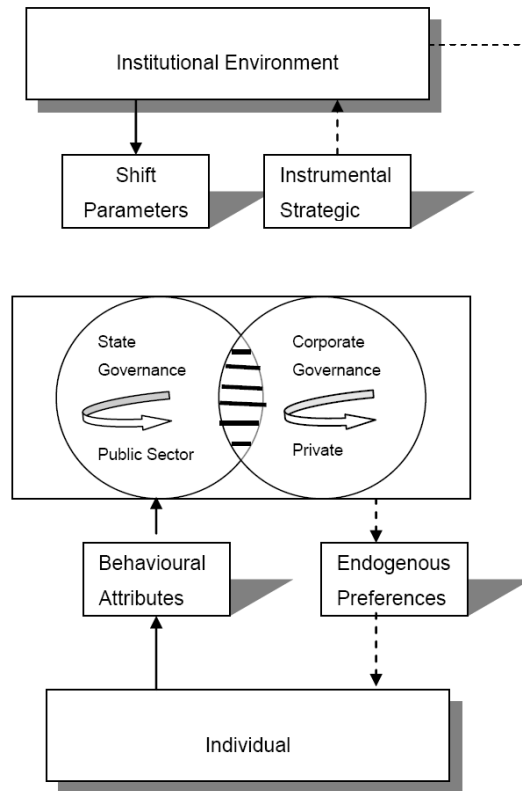 Institutional Environment
Shift
Parameters
Instrumental
Strategic
State
Governance
Public Sector
Corporate
Governance
Private
Behavioural
Attributes
Endogenous
Preferences
Individual